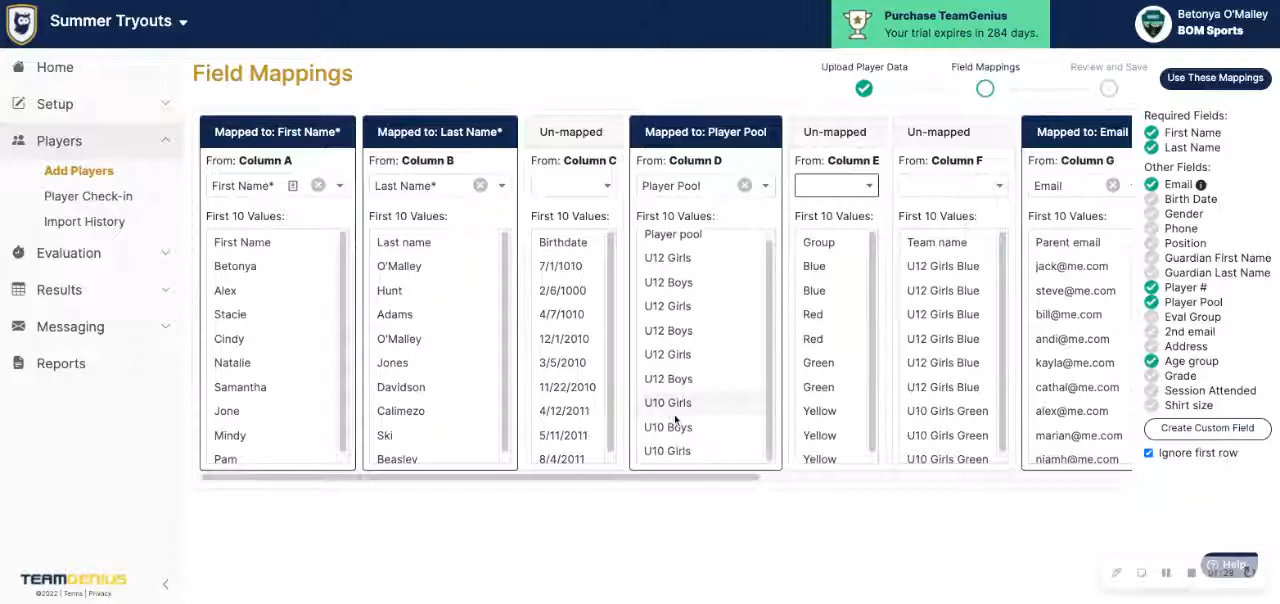 Summer Tryouts
Purchase TeamGenius
Your trial expires in 284 days.
Betonya O'Malley
BOM Sports
Home
Setup
Players
Add Players
Player Check-in
Import History
Evaluation
Results
Messaging
Reports
TEAMGENIUS
©2022 | Terms | Privacy
Field Mappings
Upload Player Data
Field Mappings
Review and Save
Use These Mappings
Mapped to: First Name*
From: Column A
First Name*
First 10 Values:
First Name
Betonya
Alex
Stacie
Cindy
Natalie
Samantha
Jone
Mindy
Pam
Mapped to: Last Name*
From: Column B
Last Name*
First 10 Values:
Last name
O'Malley
Hunt
Adams
O'Malley
Jones
Davidson
Calimezo
Ski
Beasley
Un-mapped
From: Column C
First 10 Values:
Birthdate
7/1/1010
2/6/1000
4/7/1010
12/1/2010
3/5/2010
11/22/2010
4/12/2011
5/11/2011
8/4/2011
Mapped to: Player Pool
From: Column D
Player Pool
First 10 Values:
Player pool
U12 Girls
U12 Boys
U12 Girls
U12 Boys
U12 Girls
U12 Boys
U10 Girls
U10 Boys
U10 Girls
Un-mapped
From: Column E
First 10 Values:
Group
Blue
Blue
Red
Red
Green
Green
Yellow
Yellow
Yellow
Un-mapped
From: Column F
First 10 Values:
Team name
U12 Girls Blue
U12 Girls Blue
U12 Girls Blue
U12 Girls Blue
U12 Girls Blue
U12 Girls Blue
U10 Girls Green
U10 Girls Green
U10 Girls Green
Mapped to: Email
From: Column G
Email
First 10 Values:
Parent email
jack@me.com
steve@me.com
bill@me.com
andi@me.com
kayla@me.com
cathal@me.com
alex@me.com
marian@me.com
niamh@me.com
Required Fields:
First Name
Last Name
Other Fields:
Email
Birth Date
Gender
Phone
Position
Guardian First Name
Guardian Last Name
Player #
Player Pool
Eval Group
2nd email
Address
Age group
Grade
Session Attended
Shirt size
Create Custom Field
Ignore first row
Help